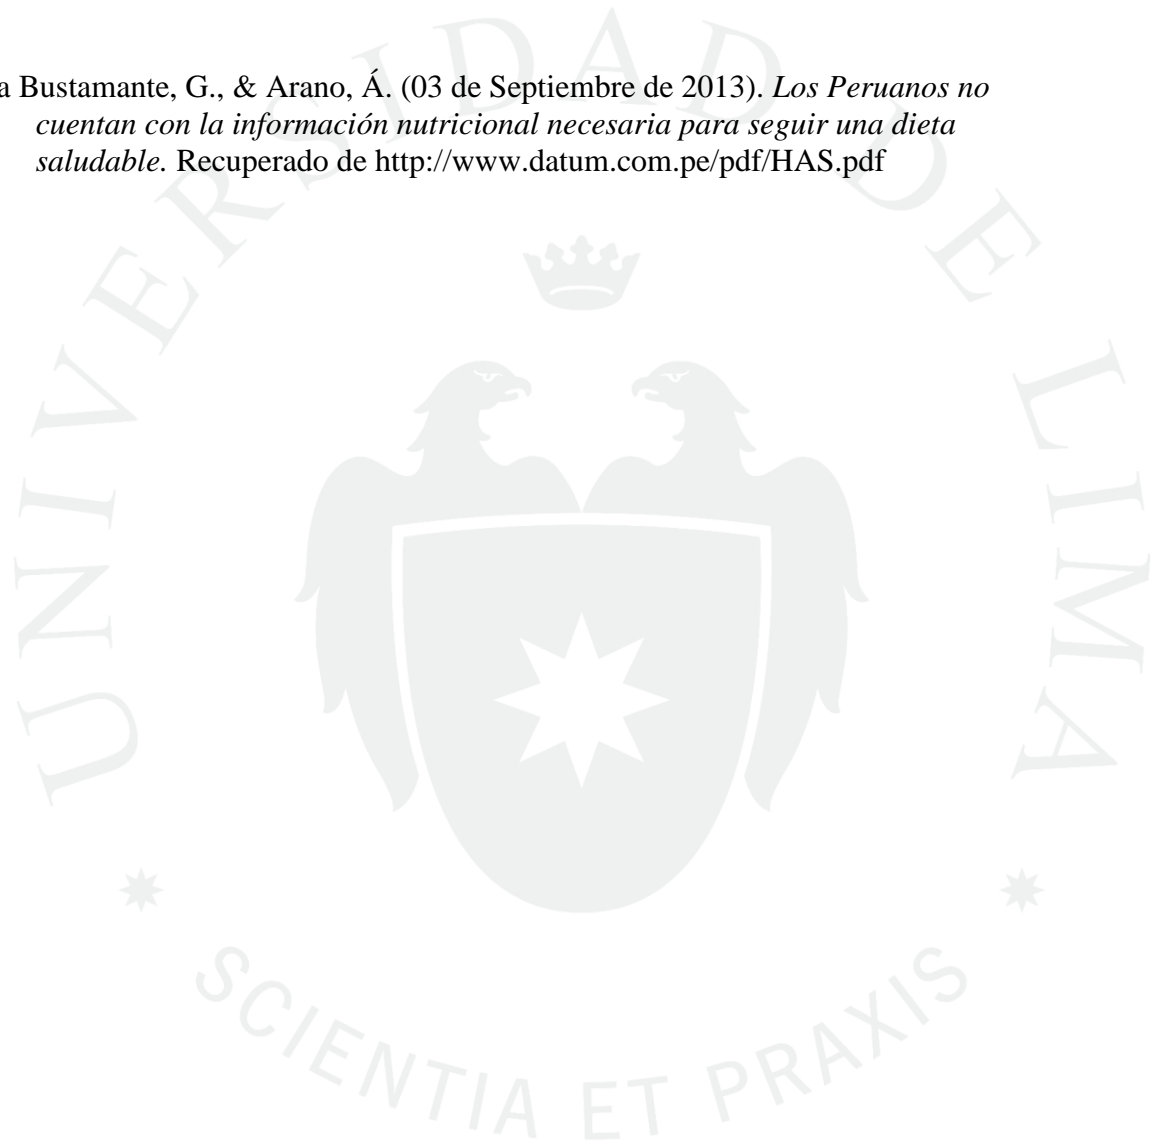 a Bustamante, G., & Arano, Á. (03 de Septiembre de 2013). Los Peruanos no
cuentan con la información nutricional necesaria para seguir una dieta
saludable. Recuperado de http://www.datum.com.pe/pdf/HAS.pdf
UNIVERSIDAD DE LIMA
SCIENTIA ET PRAXIS